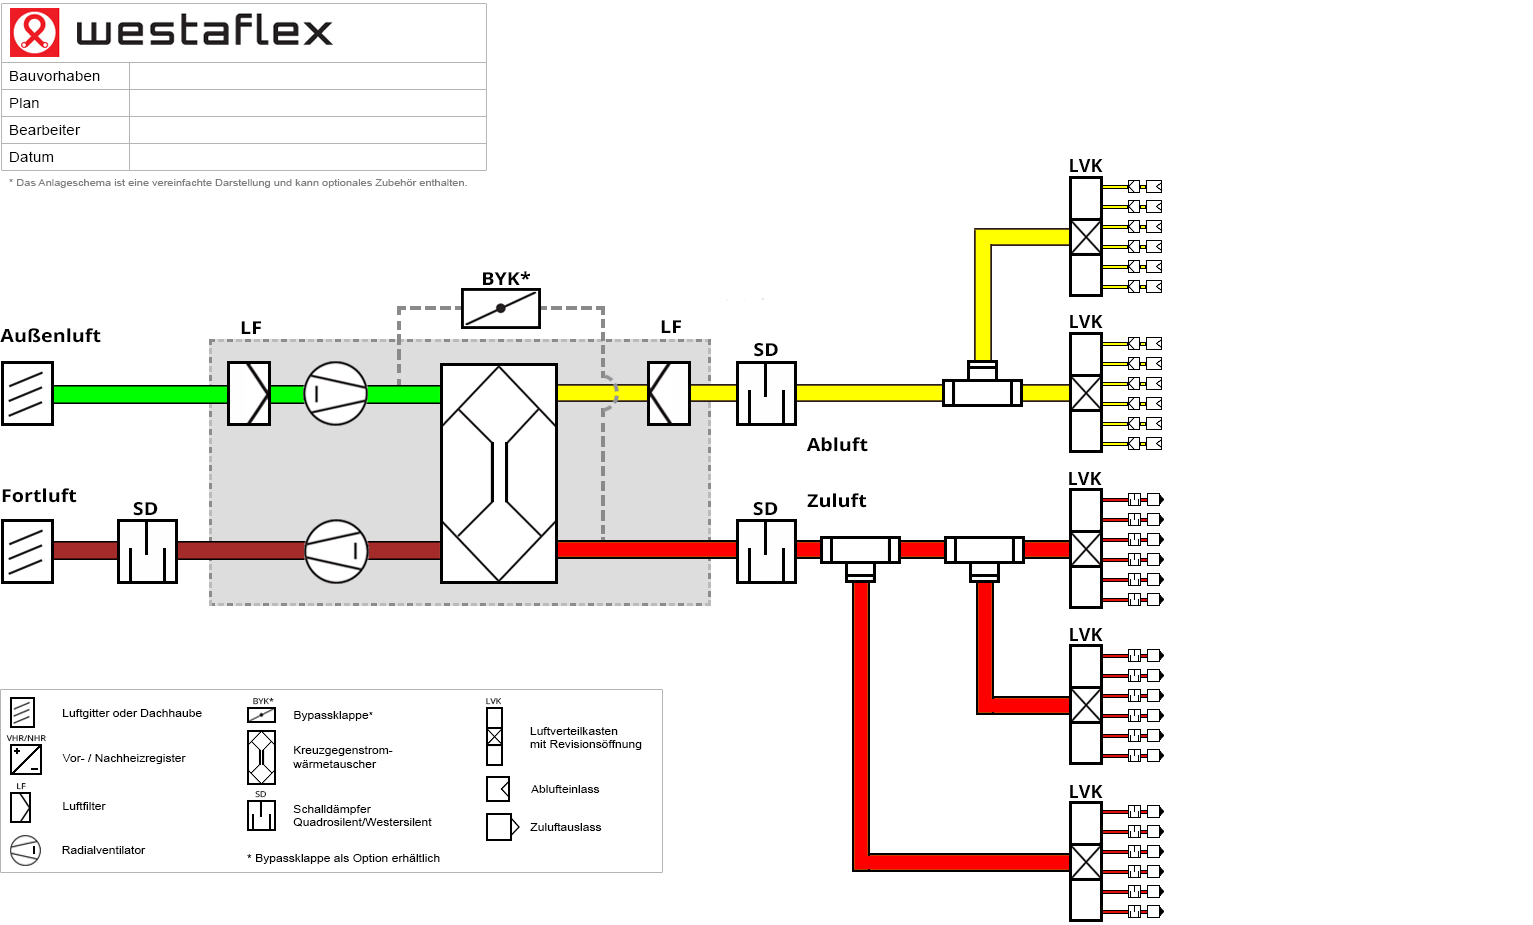 westaflex
Bauvorhaben
Plan
Bearbeiter
Datum
* Das Anlageschema ist eine vereinfachte Darstellung und kann optionales Zubehör enthalten.
LVK
BYK*
LF
LF
Außenluft
SD
LVK
Abluft
Fortluft
SD
SD
Zuluft
LVK
LVK
LVK
Luftgitter oder Dachhaube
VHR/NHR
Vor- / Nachheizregister
LF
Luftfilter
Radialventilator
BYK*
Bypassklappe*
Kreuzgegenstrom-
wärmetauscher
SD
Schalldämpfer
Quadrosilent/Westersilent
* Bypassklappe als Option erhältlich
LVK
Luftverteilkasten
mit Revisionsöffnung
Ablufteinlass
Zuluftauslass